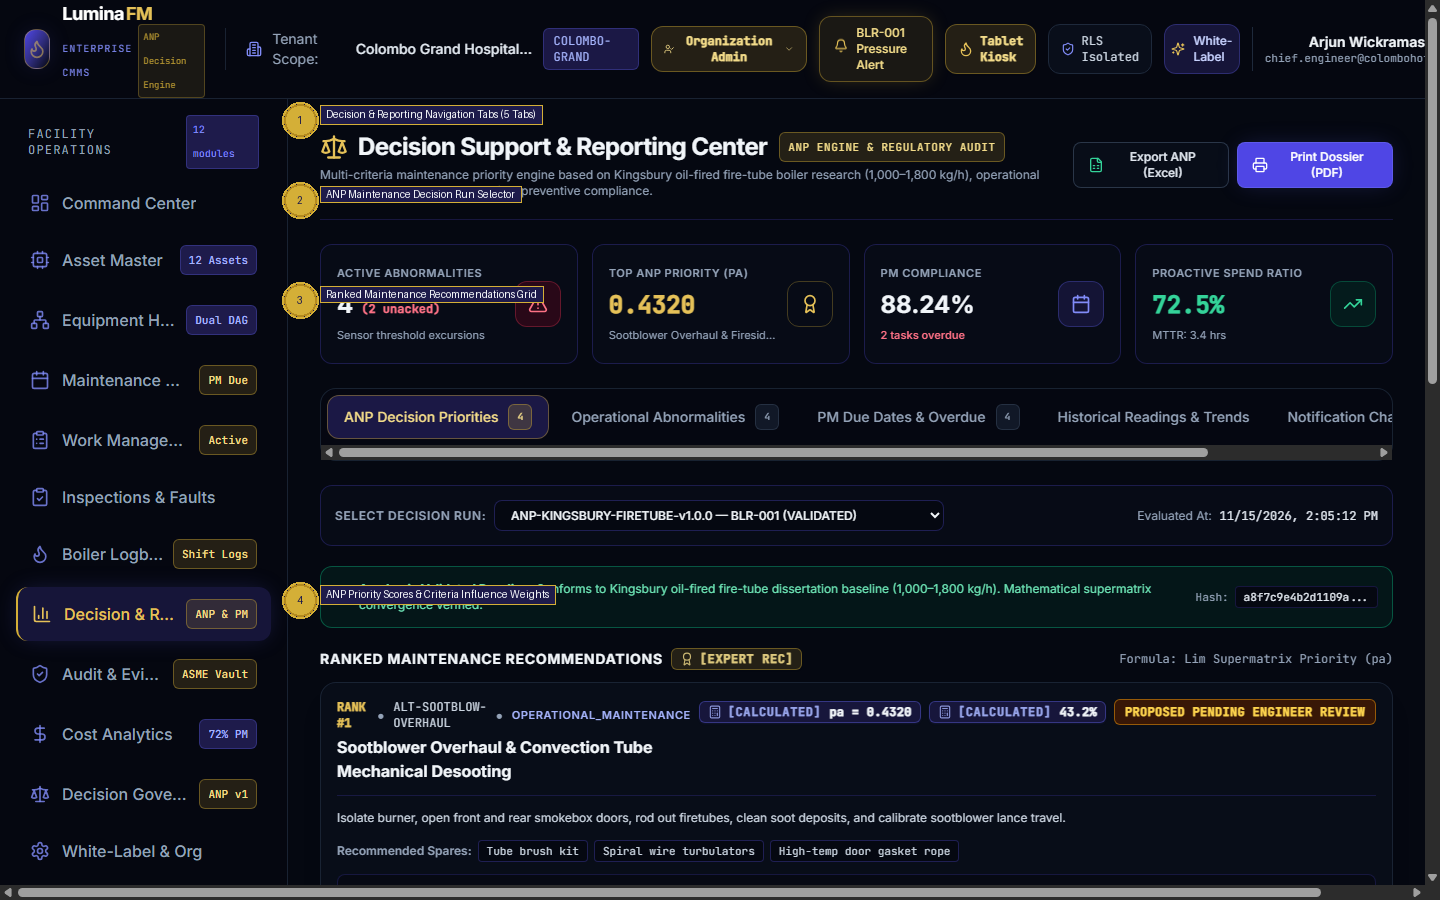 LuminaFM
ENTERPRISE
CMMS
ANP
Decision
Engine
Tenant
Scope:
Colombo Grand Hospital...
COLOMBO-
GRAND
Organization
Admin
BLR-001
Pressure
Alert
Tablet
Kiosk
RLS
Isolated
White-
Label
Arjun Wickramas
chief.engineer@colomboho
FACILITY
OPERATIONS
12
modules
Command Center
Asset Master
12 Assets
Equipment H...
Dual DAG
Maintenance ...
PM Due
Work Manage...
Active
Inspections & Faults
Boiler Logb...
Shift Logs
Decision & R...
ANP & PM
Audit & Evi...
ASME Vault
Cost Analytics
72% PM
Decision Gove...
ANP v1
White-Label & Org
1
Decision & Reporting Navigation Tabs (5 Tabs)
Decision Support & Reporting Center
ANP ENGINE & REGULATORY AUDIT
Multi-criteria maintenance priority engine based on Kingsbury oil-fired fire-tube boiler research (1,000–1,800 kg/h), operational
2
ANP Maintenance Decision Run Selector
preventive compliance.
Export ANP
(Excel)
Print Dossier
(PDF)
ACTIVE ABNORMALITIES
3
Ranked Maintenance Recommendations Grid
4 (2 unacked)
Sensor threshold excursions
TOP ANP PRIORITY (PA)
0.4320
Sootblower Overhaul & Firesid...
PM COMPLIANCE
88.24%
2 tasks overdue
PROACTIVE SPEND RATIO
72.5%
MTTR: 3.4 hrs
ANP Decision Priorities 4
Operational Abnormalities 4
PM Due Dates & Overdue 4
Historical Readings & Trends
Notification Cha
SELECT DECISION RUN:
ANP-KINGSBURY-FIRETUBE-v1.0.0 — BLR-001 (VALIDATED)
Evaluated At: 11/15/2026, 2:05:12 PM
4
ANP Priority Scores & Criteria Influence Weights
nforms to Kingsbury oil-fired fire-tube dissertation baseline (1,000–1,800 kg/h). Mathematical supermatrix
convergence verified.
Hash: a8f7c9e4b2d1109a...
RANKED MAINTENANCE RECOMMENDATIONS
[EXPERT REC]
Formula: Lim Supermatrix Priority (pa)
RANK
#1
ALT-SOOTBLOW-
OVERHAUL
OPERATIONAL_MAINTENANCE
[CALCULATED] pa = 0.4320
[CALCULATED] 43.2%
PROPOSED PENDING ENGINEER REVIEW
Sootblower Overhaul & Convection Tube
Mechanical Desooting
Isolate burner, open front and rear smokebox doors, rod out firetubes, clean soot deposits, and calibrate sootblower lance travel.
Recommended Spares:
Tube brush kit
Spiral wire turbulators
High-temp door gasket rope